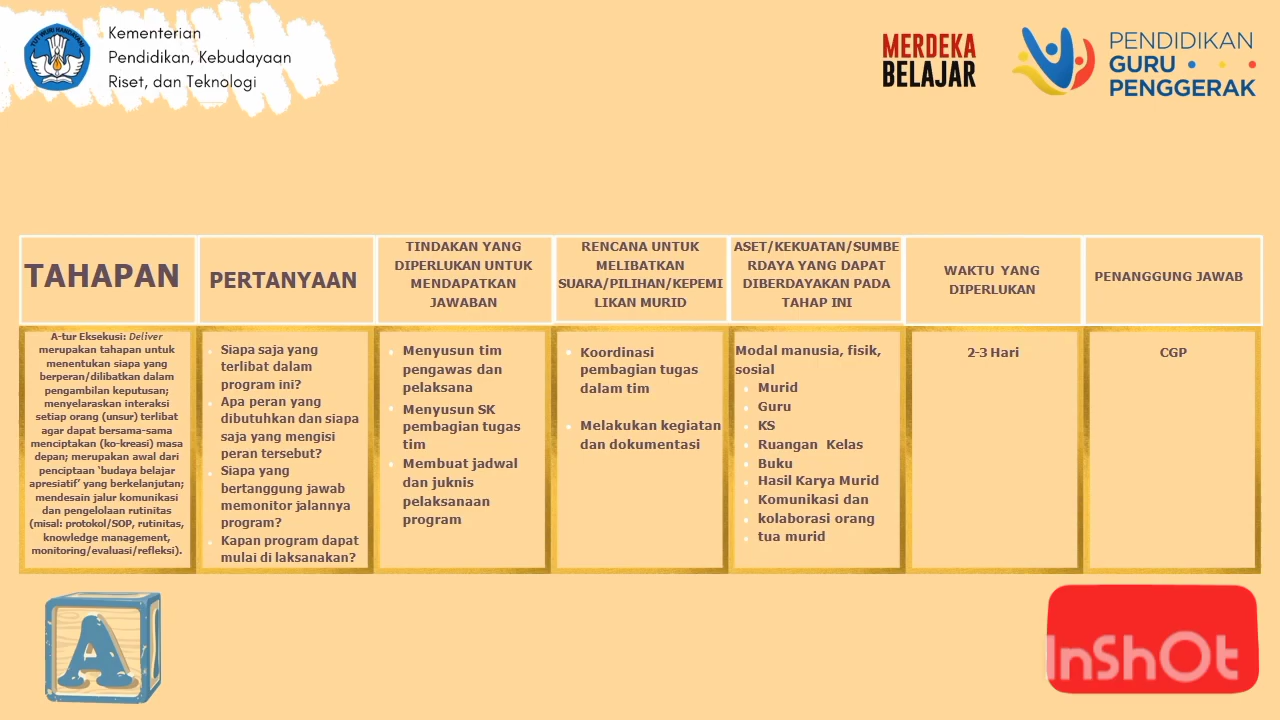 TUT WURI HANDAYANI
Kementerian
Pendidikan, Kebudayaan
Riset, dan Teknologi
MERDEKA
BELAJAR
PENDIDIKAN
GURU
PENGGERAK
TAHAPAN
PERTANYAAN
TINDAKAN YANG
DIPERLUKAN UNTUK
MENDAPATKAN
JAWABAN
RENCANA UNTUK
MELIBATKAN
SUARA/PILIHAN/KEPEMI
LIKAN MURID
ASET/KEKUATAN/SUMBE
RDAYA YANG DAPAT
DIBERDAYAKAN PADA
TAHAP INI
WAKTU YANG
DIPERLUKAN
PENANGGUNG JAWAB
A-tur Eksekusi: Deliver
merupakan tahapan untuk
menentukan siapa yang
berperan/dilibatkan dalam
pengambilan keputusan;
menyelaraskan interaksi
setiap orang (unsur) terlibat
agar dapat bersama-sama
menciptakan (ko-kreasi) masa
depan; merupakan awal dari
penciptaan ‘budaya belajar
apresiatif’ yang berkelanjutan;
mendesain jalur komunikasi
dan pengelolaan rutinitas
(misal: protokol/SOP, rutinitas,
knowledge management,
monitoring/evaluasi/refleksi).
Siapa saja yang
terlibat dalam
program ini?
Apa peran yang
dibutuhkan dan siapa
saja yang mengisi
peran tersebut?
Siapa yang
bertanggung jawab
memonitor jalannya
program?
Kapan program dapat
mulai di laksanakan?
Menyusun tim
pengawas dan
pelaksana
Menyusun SK
pembagian tugas
tim
Membuat jadwal
dan juknis
pelaksanaan
program
Koordinasi
pembagian tugas
dalam tim
Melakukan kegiatan
dan dokumentasi
Modal manusia, fisik,
sosial
Murid
Guru
KS
Ruangan Kelas
Buku
Hasil Karya Murid
Komunikasi dan
kolaborasi orang
tua murid
2-3 Hari
CGP
A
InShOt